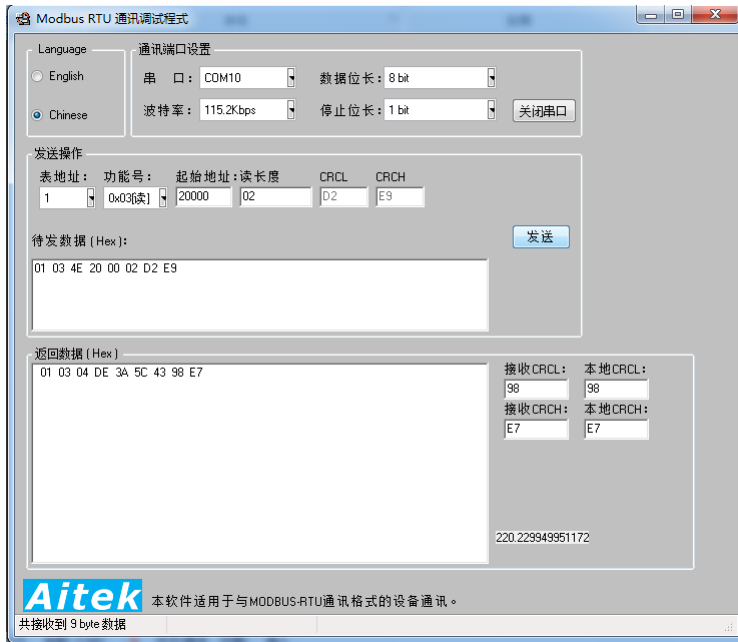 Modbus RTU 通讯调试程式
Language
English
Chinese
通讯端口设置
串 口: COM10 数据位长: 8 bit
波特率: 115.2Kbps 停止位长: 1 bit 关闭串口
发送操作
表地址: 功能号: 起始地址:读长度 CRCL CRCH
1 0x03[读] 20000 02 D2 E9
待发数据(Hex): 发送
01 03 4E 20 00 02 D2 E9
返回数据(Hex)
01 03 04 DE 3A 5C 43 98 E7
接收CRCL: 本地CRCL:
98 98
接收CRCH: 本地CRCH:
E7 E7
220.229949951172
Aitek 本软件适用于与MODBUS-RTU通讯格式的设备通讯。
共接收到 9 byte 数据